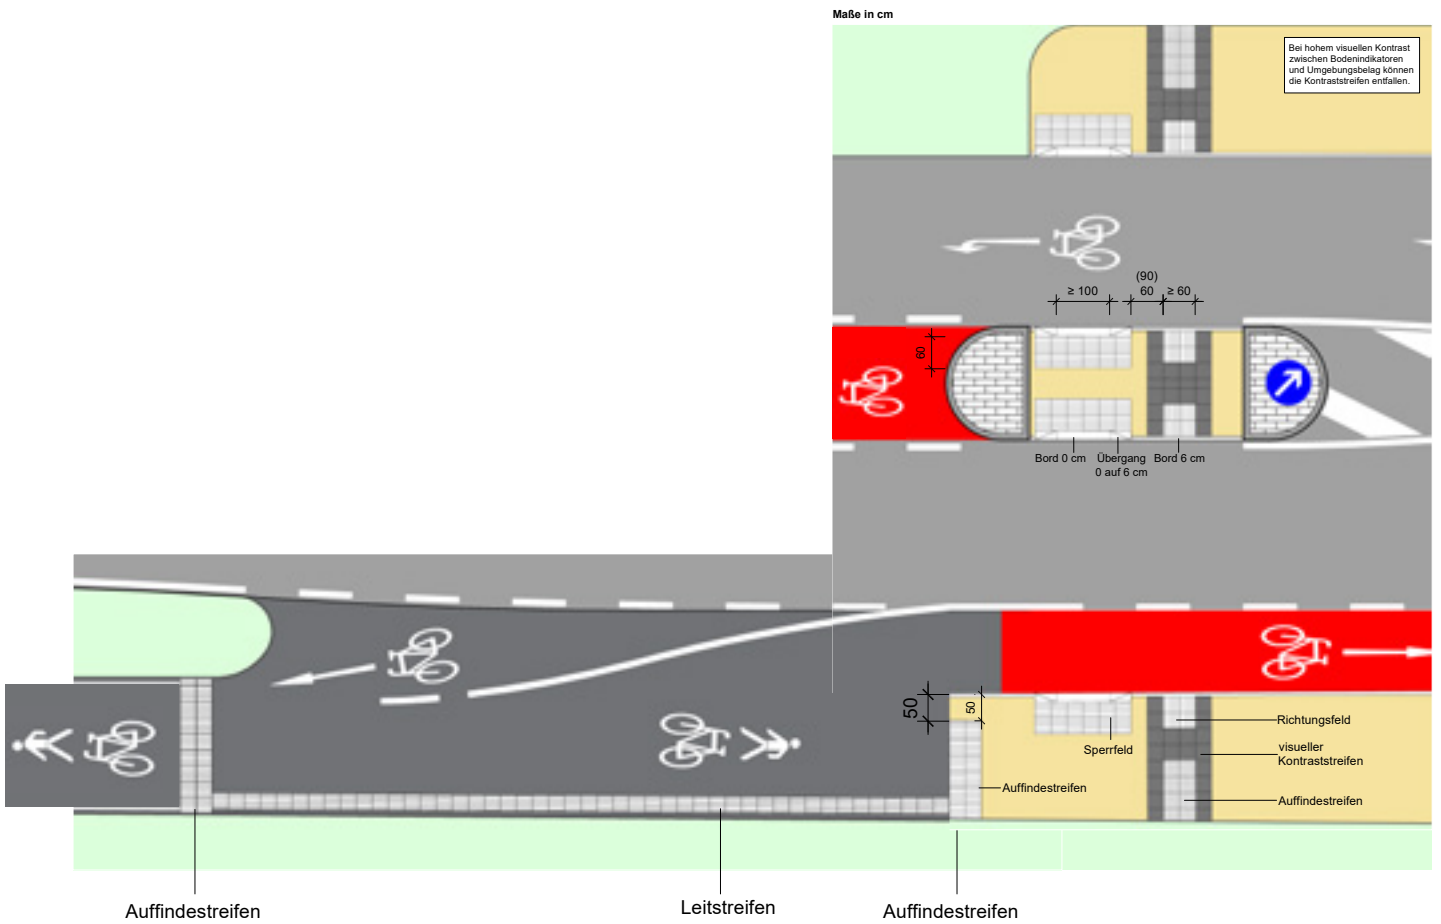 Maße in cm
Bei hohem visuellen Kontrast
zwischen Bodenindikatoren
und Umgebungsbelag können
die Kontraststreifen entfallen.
(90)
≥ 100
60
≥ 60
60
Bord 0 cm
Übergang
0 auf 6 cm
Bord 6 cm
50
50
Sperrfeld
Richtungsfeld
visueller
Kontraststreifen
Auffindestreifen
Auffindestreifen
Auffindestreifen
Leitstreifen
Auffindestreifen